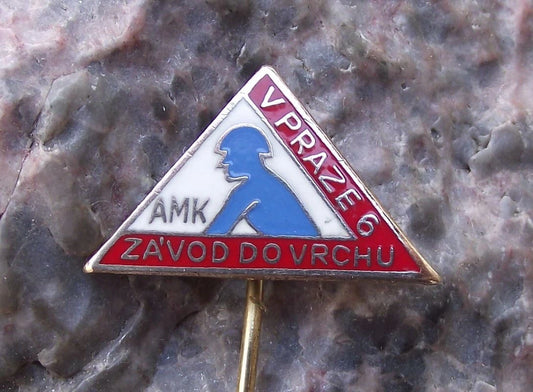 V PRAZE 6
AMK
ZÁVOD DO VRCHU